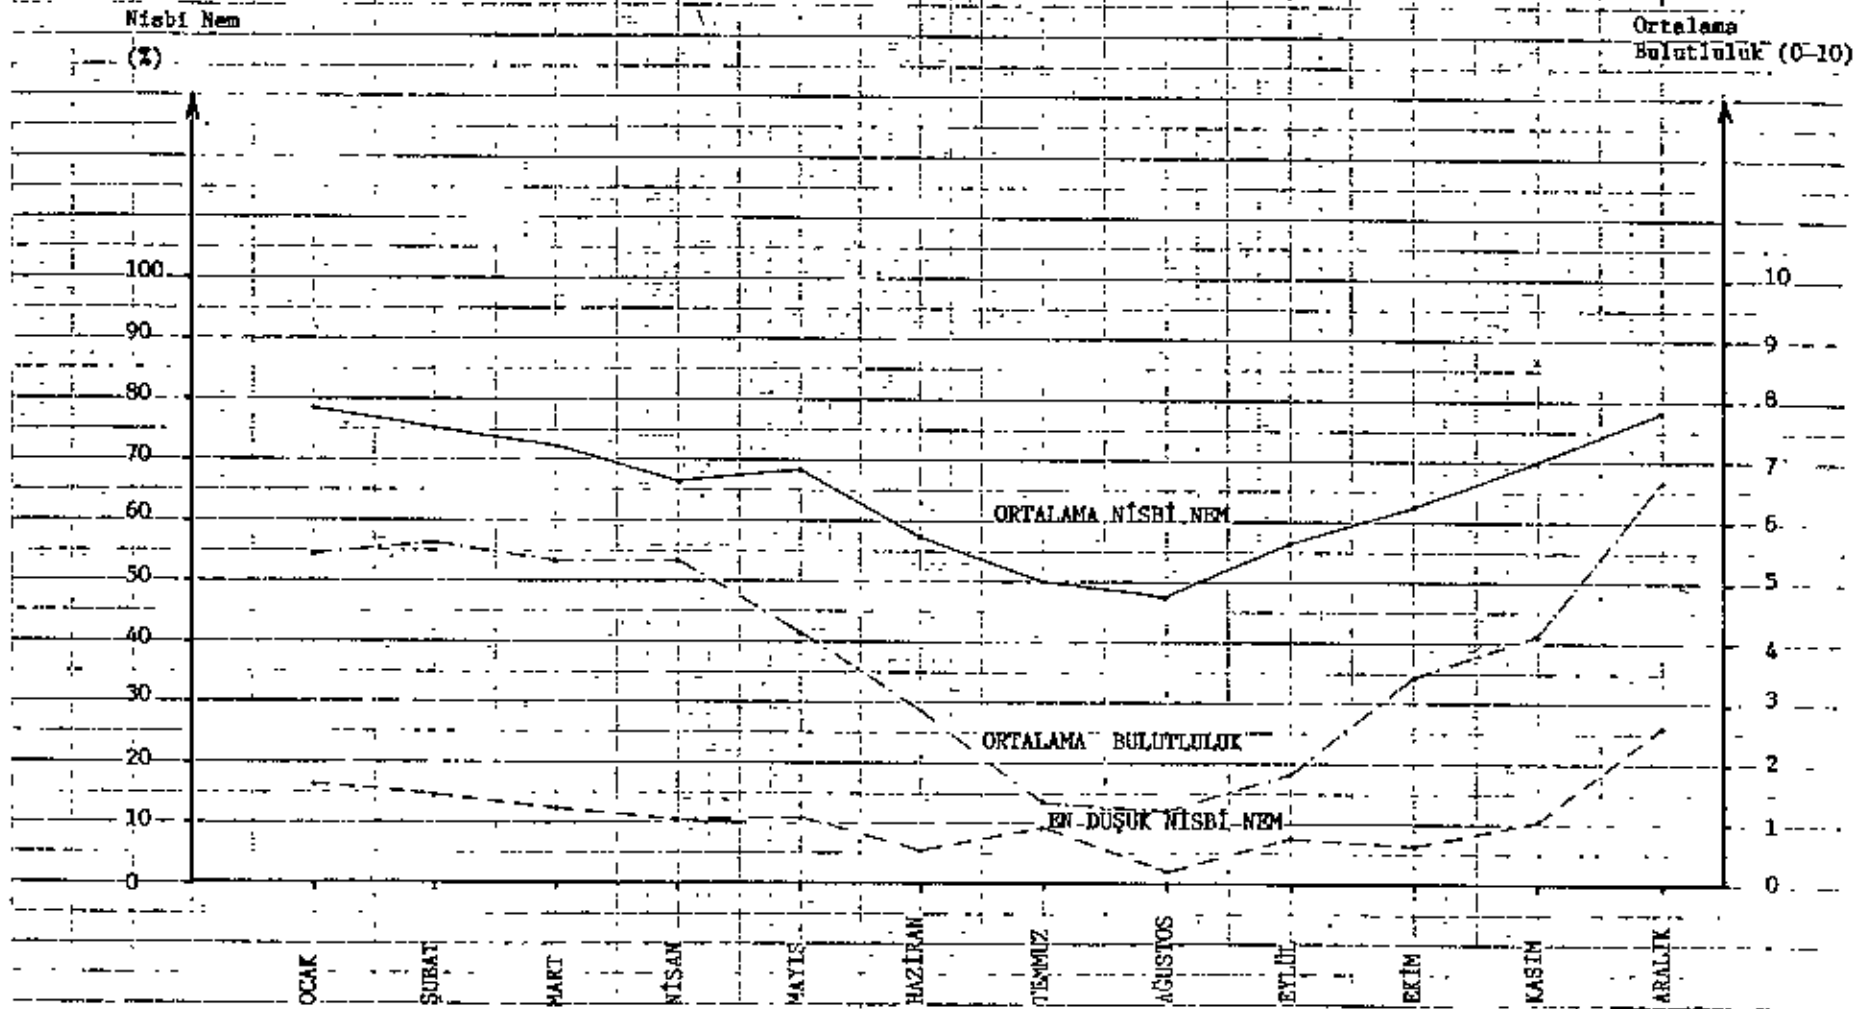 Nisbi Nem
(%)
Ortalama
Bulutluluk (0-10)
100
90
80
70
60
50
40
30
20
10
0
10
9
8
7
6
5
4
3
2
1
0
ORTALAMA NİSBİ NEM
ORTALAMA BULUTLULUK
EN DÜŞÜK NİSBİ NEM
OCAK
ŞUBAT
MART
NİSAN
MAYIS
HAZİRAN
TEMMUZ
AĞUSTOS
EYLÜL
EKİM
KASIM
ARALIK